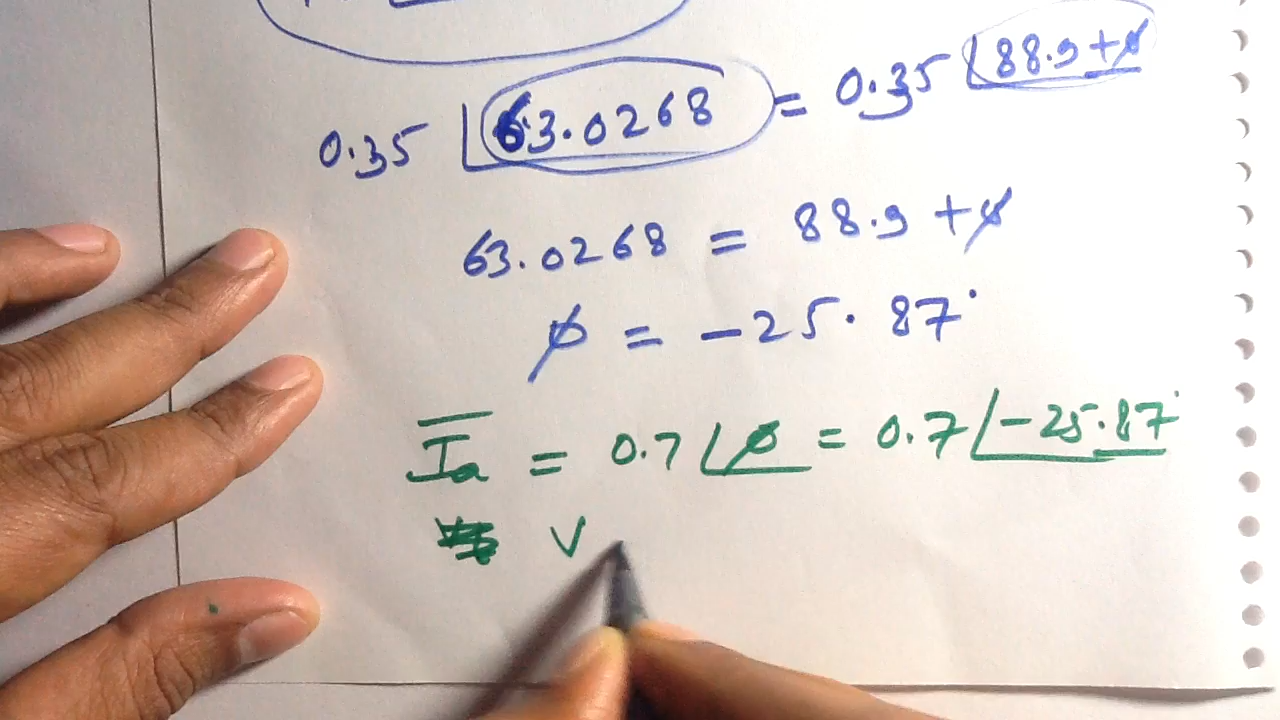 0.35 ∠63.0268 = 0.35 ∠88.9+ϕ
63.0268 = 88.9 +ϕ
ϕ = -25.87°
I̅a = 0.7 ∠ϕ = 0.7 ∠-25.87°
V